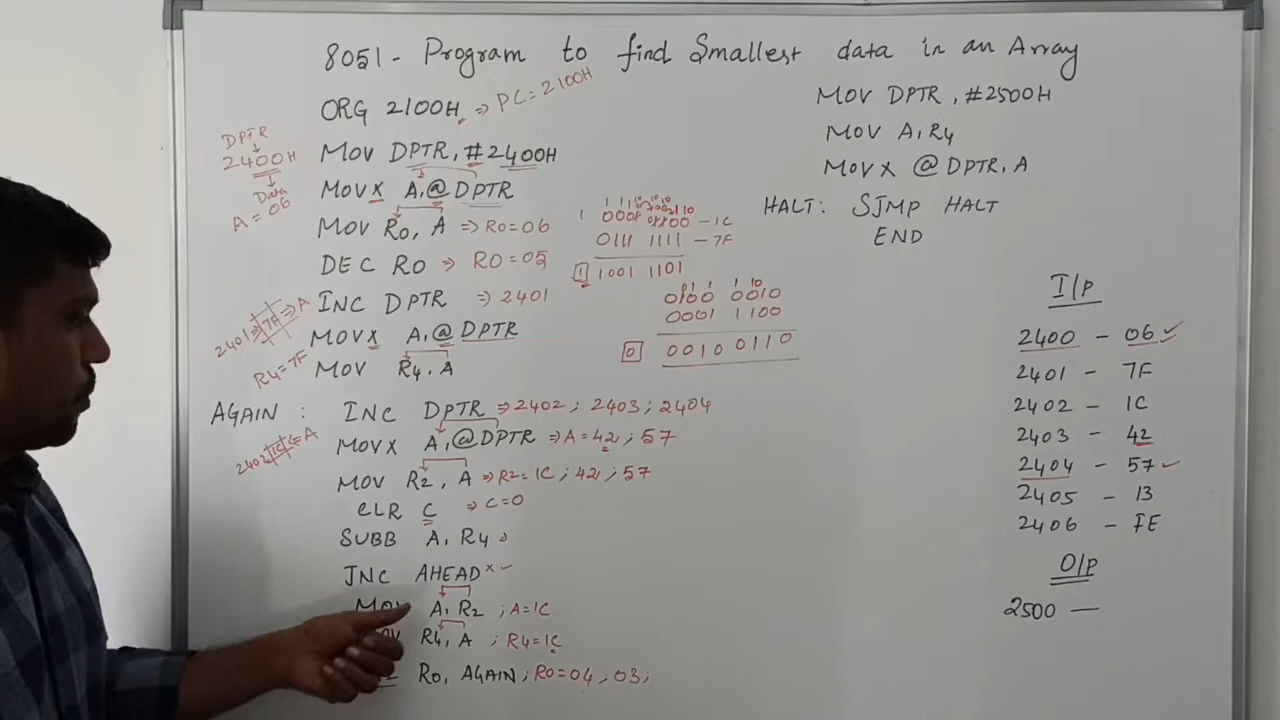 8051 - Program to find Smallest data in an Array
ORG 2100H => PC = 2100H
DPTR
2400H
Data
A = 06
MOV DPTR, #2400H
MOVX A, @DPTR
MOV R0, A => R0 = 06
DEC R0 => R0 = 05
INC DPTR => 2401
2401 => 7F => A
MOVX A, @DPTR
R4 = 7F
MOV R4, A
AGAIN : INC DPTR => 2402 ; 2403 ; 2404
MOVX A, @DPTR => A = 42 ; 57
2402 1C <= A
MOV R2, A => R2 = 1C ; 42 ; 57
CLR C => C = 0
SUBB A, R4 =>
JNC AHEAD
A, R2 ; A = 1C
R4, A ; R4 = 1C
R0, AGAIN ; R0 = 04, 03 ;
- 1C
0111 1111 - 7F
1 1001 1101
0100 0010
0001 1100
0 0010 0110
MOV DPTR, #2500H
MOV A, R4
MOVX @DPTR, A
HALT: SJMP HALT
END
I/p
2400 - 06
2401 - 7F
2402 - 1C
2403 - 42
2404 - 57
2405 - 13
2406 - FE
O/p
2500 —